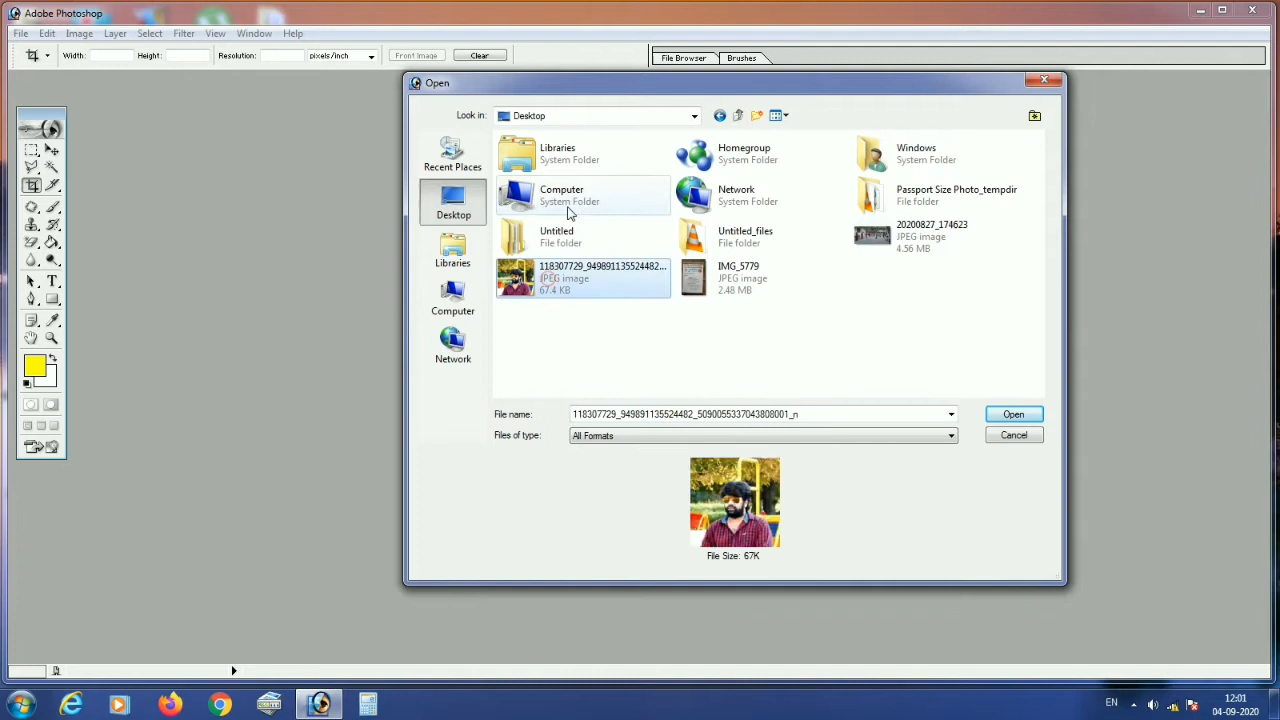 Adobe Photoshop
File Edit Image Layer Select Filter View Window Help
Width: Height: Resolution: pixels/inch Front Image Clear File Browser Brushes
Open
Look in: Desktop
Recent Places
Desktop
Libraries
Computer
Network
Libraries
System Folder
Homegroup
System Folder
Windows
System Folder
Computer
System Folder
Network
System Folder
Passport Size Photo_tempdir
File folder
Untitled
File folder
Untitled_files
File folder
20200827_174623
JPEG image
4.56 MB
118307729_949891135524482...
JPEG image
67.4 KB
IMG_5779
JPEG image
2.48 MB
File name: 118307729_949891135524482_5090055337043808001_n Open
Files of type: All Formats Cancel
File Size: 67K
EN 12:01
04-09-2020